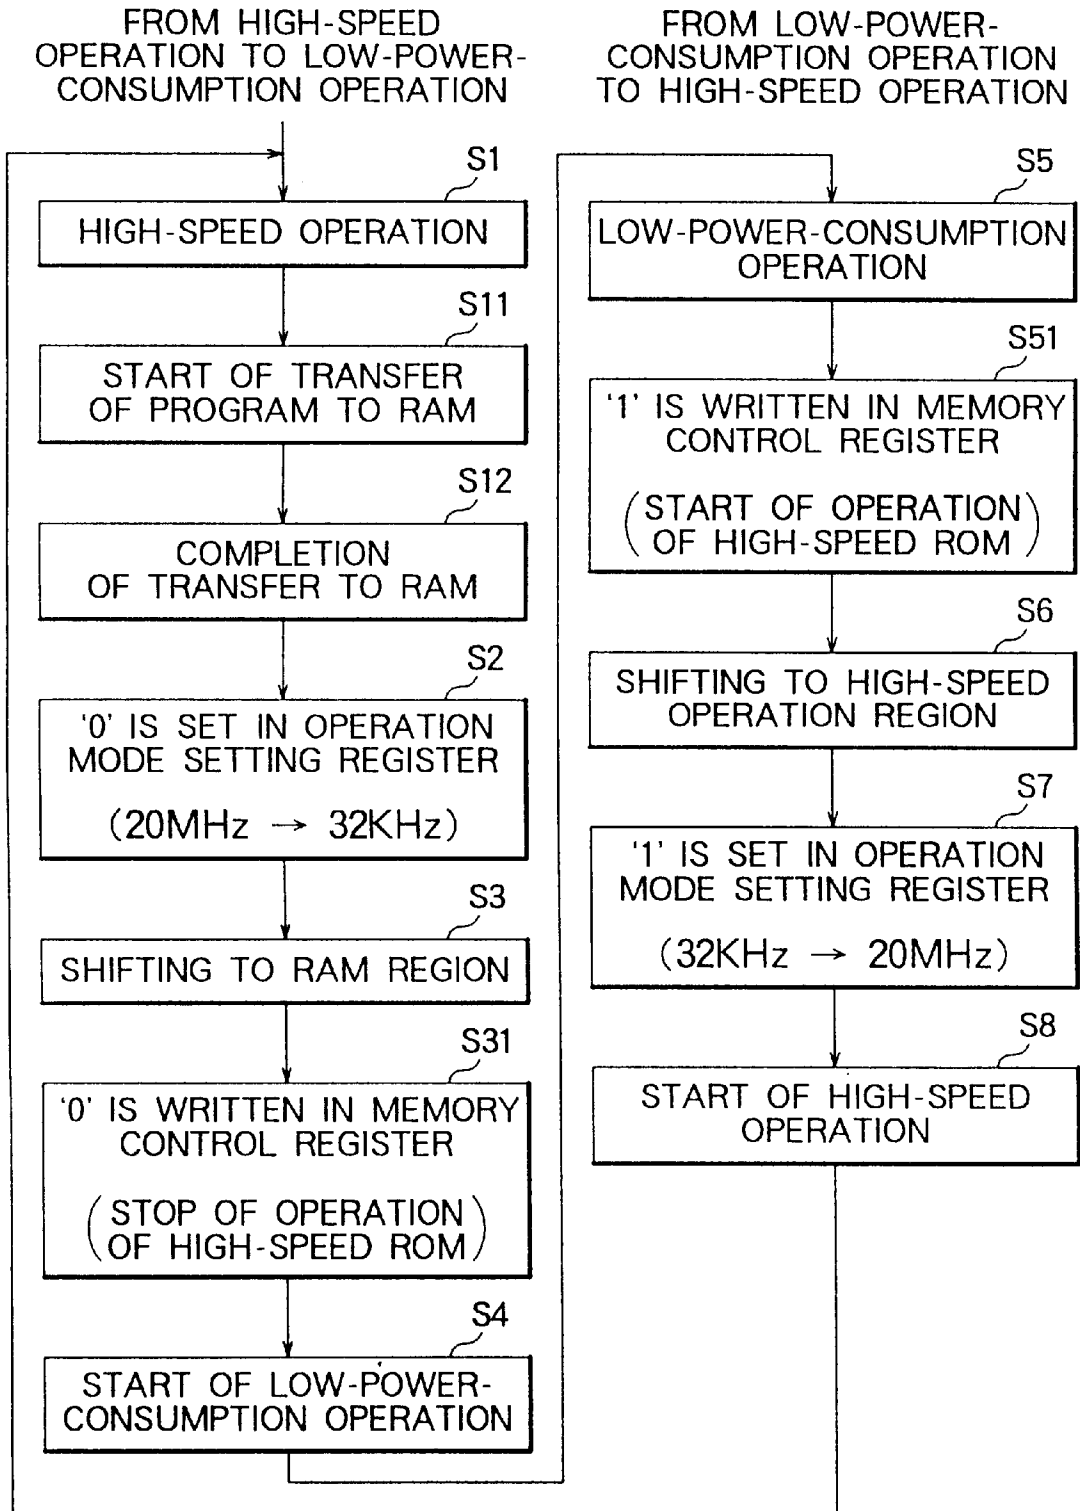 FROM HIGH-SPEED
OPERATION TO LOW-POWER-
CONSUMPTION OPERATION
S1
HIGH-SPEED OPERATION
S11
START OF TRANSFER
OF PROGRAM TO RAM
S12
COMPLETION
OF TRANSFER TO RAM
S2
'0' IS SET IN OPERATION
MODE SETTING REGISTER
(20MHz → 32KHz)
S3
SHIFTING TO RAM REGION
S31
'0' IS WRITTEN IN MEMORY
CONTROL REGISTER
(START OF OPERATION
OF HIGH-SPEED ROM)
S4
START OF LOW-POWER-
CONSUMPTION OPERATION
FROM LOW-POWER-
CONSUMPTION OPERATION
TO HIGH-SPEED OPERATION
S5
LOW-POWER-CONSUMPTION
OPERATION
S51
'1' IS WRITTEN IN MEMORY
CONTROL REGISTER
(START OF OPERATION
OF HIGH-SPEED ROM)
S6
SHIFTING TO HIGH-SPEED
OPERATION REGION
S7
'1' IS SET IN OPERATION
MODE SETTING REGISTER
(32KHz → 20MHz)
S8
START OF HIGH-SPEED
OPERATION